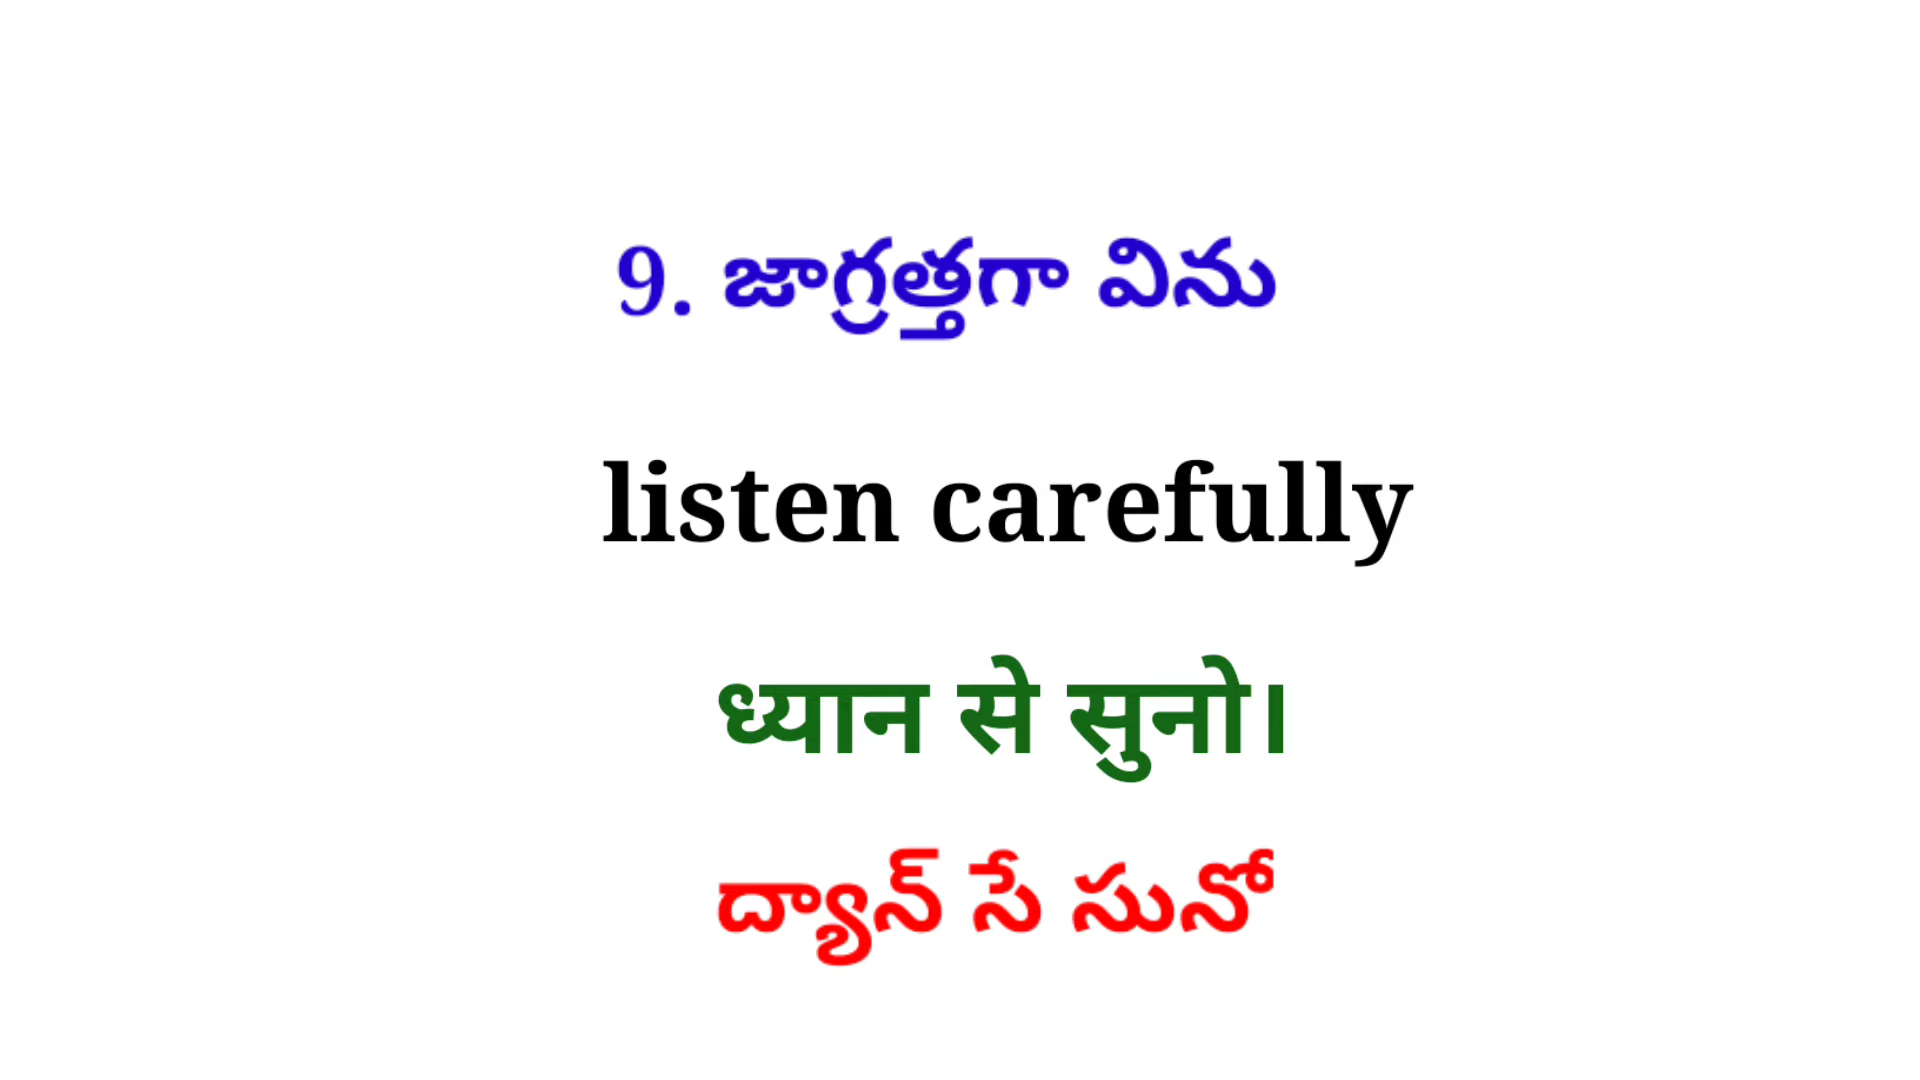 9. జాగ్రత్తగా విను
listen carefully
ध्यान से सुनो।
ద్యాన్ సే సునో